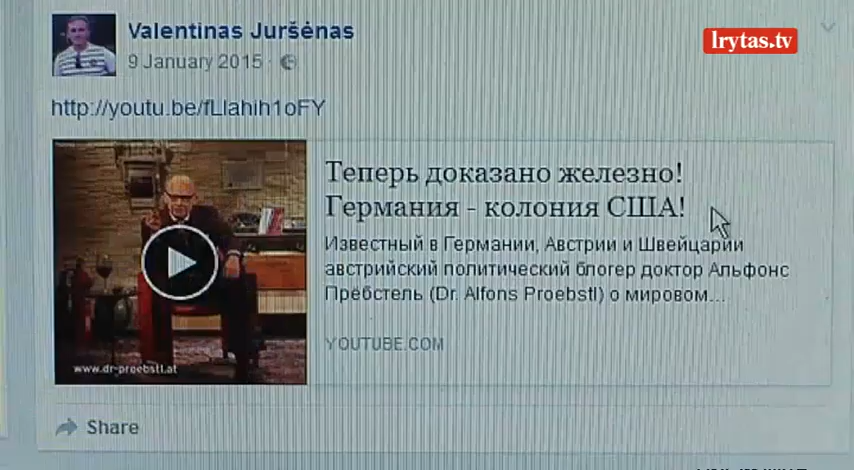 Valentinas Juršėnas
lrytas.tv
9 January 2015 ·
http://youtu.be/fLlahih1oFY
Теперь доказано железно!
Германия - колония США!
Известный в Германии, Австрии и Швейцарии
австрийский политический блогер доктор Альфонс
Прёбстель (Dr. Alfons Proebstl) о мировом...
YOUTUBE.COM
www.dr-proebstl.at
Share